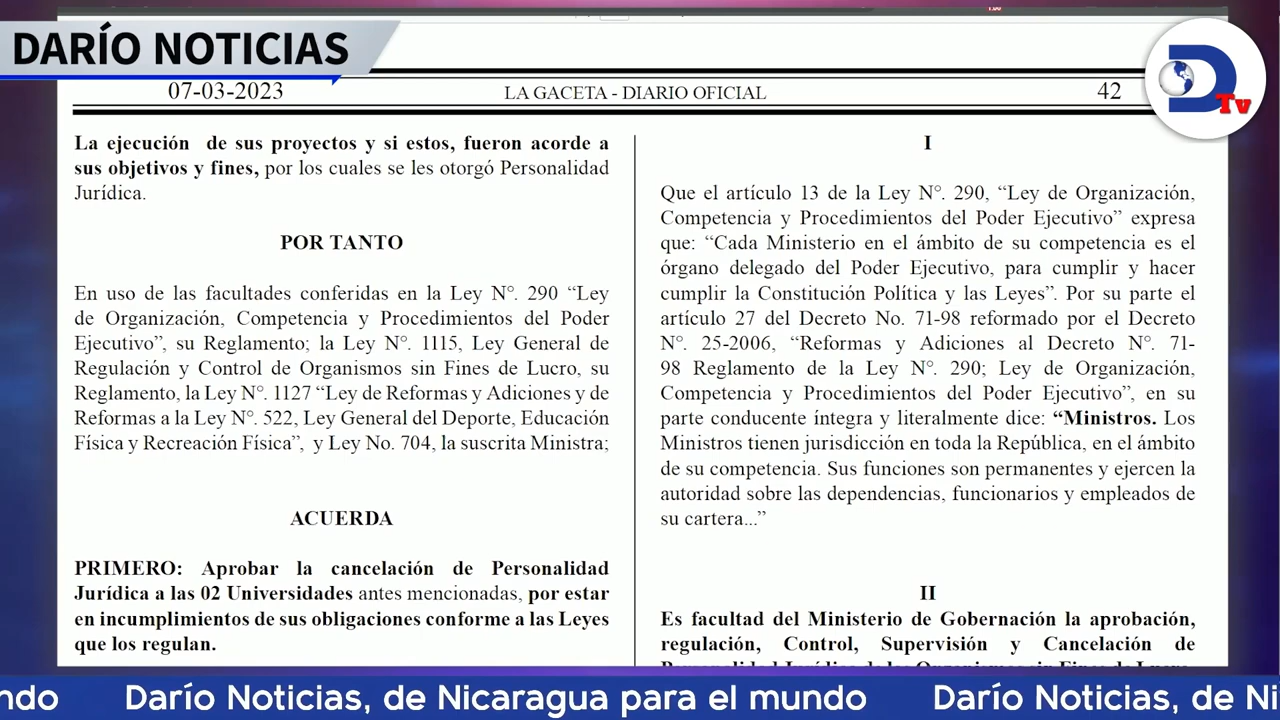 DARÍO NOTICIAS
D
Tv
07-03-2023 LA GACETA - DIARIO OFICIAL 42
La ejecución de sus proyectos y si estos, fueron acorde a
sus objetivos y fines, por los cuales se les otorgó Personalidad
Jurídica.
POR TANTO
En uso de las facultades conferidas en la Ley N°. 290 “Ley
de Organización, Competencia y Procedimientos del Poder
Ejecutivo”, su Reglamento; la Ley N°. 1115, Ley General de
Regulación y Control de Organismos sin Fines de Lucro, su
Reglamento, la Ley N°. 1127 “Ley de Reformas y Adiciones y de
Reformas a la Ley N°. 522, Ley General del Deporte, Educación
Física y Recreación Física”, y Ley No. 704, la suscrita Ministra;
ACUERDA
PRIMERO: Aprobar la cancelación de Personalidad
Jurídica a las 02 Universidades antes mencionadas, por estar
en incumplimientos de sus obligaciones conforme a las Leyes
que los regulan.
I
Que el artículo 13 de la Ley N°. 290, “Ley de Organización,
Competencia y Procedimientos del Poder Ejecutivo” expresa
que: “Cada Ministerio en el ámbito de su competencia es el
órgano delegado del Poder Ejecutivo, para cumplir y hacer
cumplir la Constitución Política y las Leyes”. Por su parte el
artículo 27 del Decreto No. 71-98 reformado por el Decreto
N°. 25-2006, “Reformas y Adiciones al Decreto N°. 71-
98 Reglamento de la Ley N°. 290; Ley de Organización,
Competencia y Procedimientos del Poder Ejecutivo”, en su
parte conducente íntegra y literalmente dice: “Ministros. Los
Ministros tienen jurisdicción en toda la República, en el ámbito
de su competencia. Sus funciones son permanentes y ejercen la
autoridad sobre las dependencias, funcionarios y empleados de
su cartera...”
II
Es facultad del Ministerio de Gobernación la aprobación,
regulación, Control, Supervisión y Cancelación de
ndo Darío Noticias, de Nicaragua para el mundo Darío Noticias, de Ni